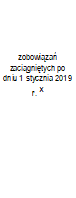 zobowiązań
zaciągniętych po
dniu 1 stycznia 2019
r. x